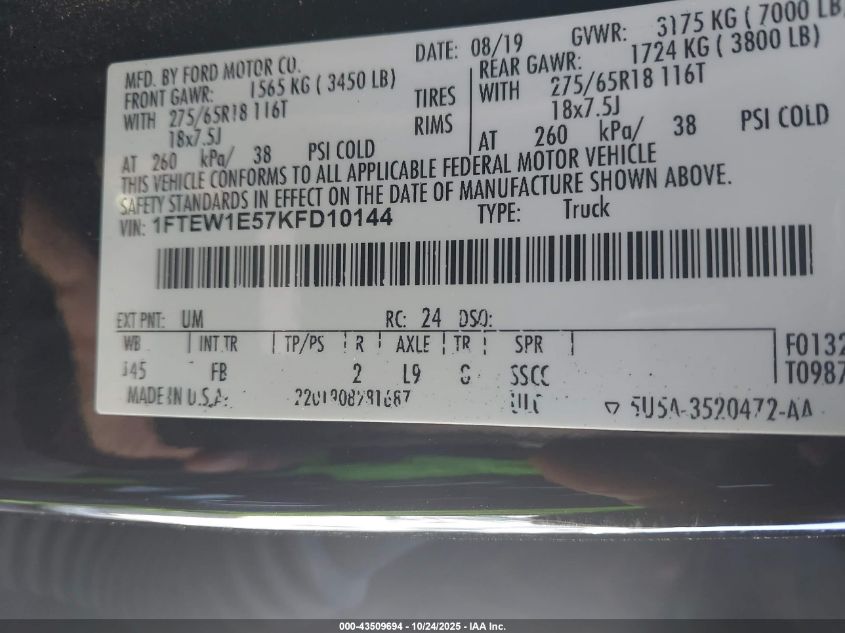 MFD. BY FORD MOTOR CO. DATE: 08/19 GVWR: 3175 KG ( 7000 LB
FRONT GAWR: 1565 KG ( 3450 LB) REAR GAWR: 1724 KG ( 3800 LB)
WITH 275/65R18 116T TIRES WITH 275/65R18 116T
18x7.5J RIMS 18x7.5J
AT 260 kPa/ 38 PSI COLD AT 260 kPa/ 38 PSI COLD
THIS VEHICLE CONFORMS TO ALL APPLICABLE FEDERAL MOTOR VEHICLE
SAFETY STANDARDS IN EFFECT ON THE DATE OF MANUFACTURE SHOWN ABOVE.
VIN: 1FTEW1E57KFD10144 TYPE: Truck
EXT PNT: UM RC: 24 DSO:
WB INT TR TP/PS R AXLE TR SPR F0132
145 FB 2 L9 SSCC T0987
MADE IN U.S.A. 
5USA-3520472-AA
000-43509694 - 10/24/2025 - IAA Inc.